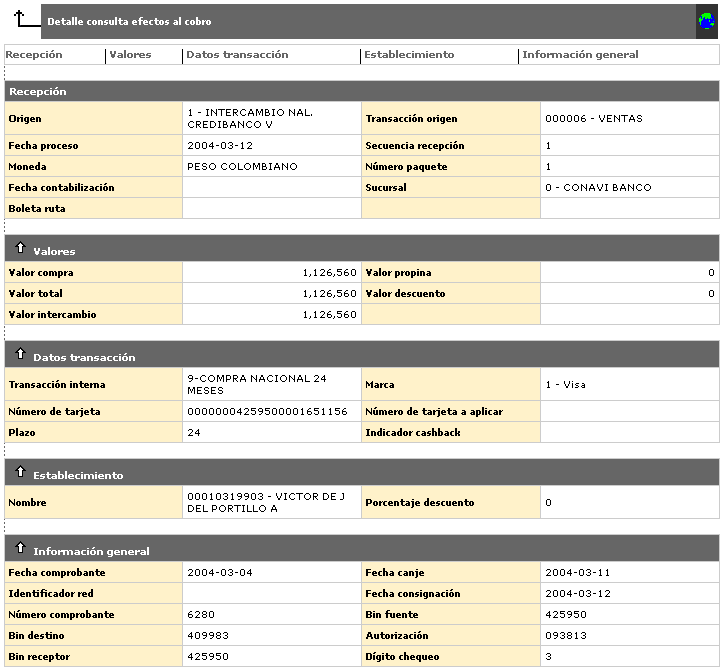 Detalle consulta efectos al cobro
Recepción Valores Datos transacción Establecimiento Información general
Recepción
Origen 1 - INTERCAMBIO NAL. CREDIBANCO V Transacción origen 000006 - VENTAS
Fecha proceso 2004-03-12 Secuencia recepción 1
Moneda PESO COLOMBIANO Número paquete 1
Fecha contabilización Sucursal 0 - CONAVI BANCO
Boleta ruta
Valores
Valor compra 1,126,560 Valor propina 0
Valor total 1,126,560 Valor descuento 0
Valor intercambio 1,126,560
Datos transacción
Transacción interna 9-COMPRA NACIONAL 24 MESES Marca 1 - Visa
Número de tarjeta 00000004259500001651156 Número de tarjeta a aplicar
Plazo 24 Indicador cashback
Establecimiento
Nombre 00010319903 - VICTOR DE J DEL PORTILLO A Porcentaje descuento 0
Información general
Fecha comprobante 2004-03-04 Fecha canje 2004-03-11
Identificador red Fecha consignación 2004-03-12
Número comprobante 6280 Bin fuente 425950
Bin destino 409983 Autorización 093813
Bin receptor 425950 Dígito chequeo 3